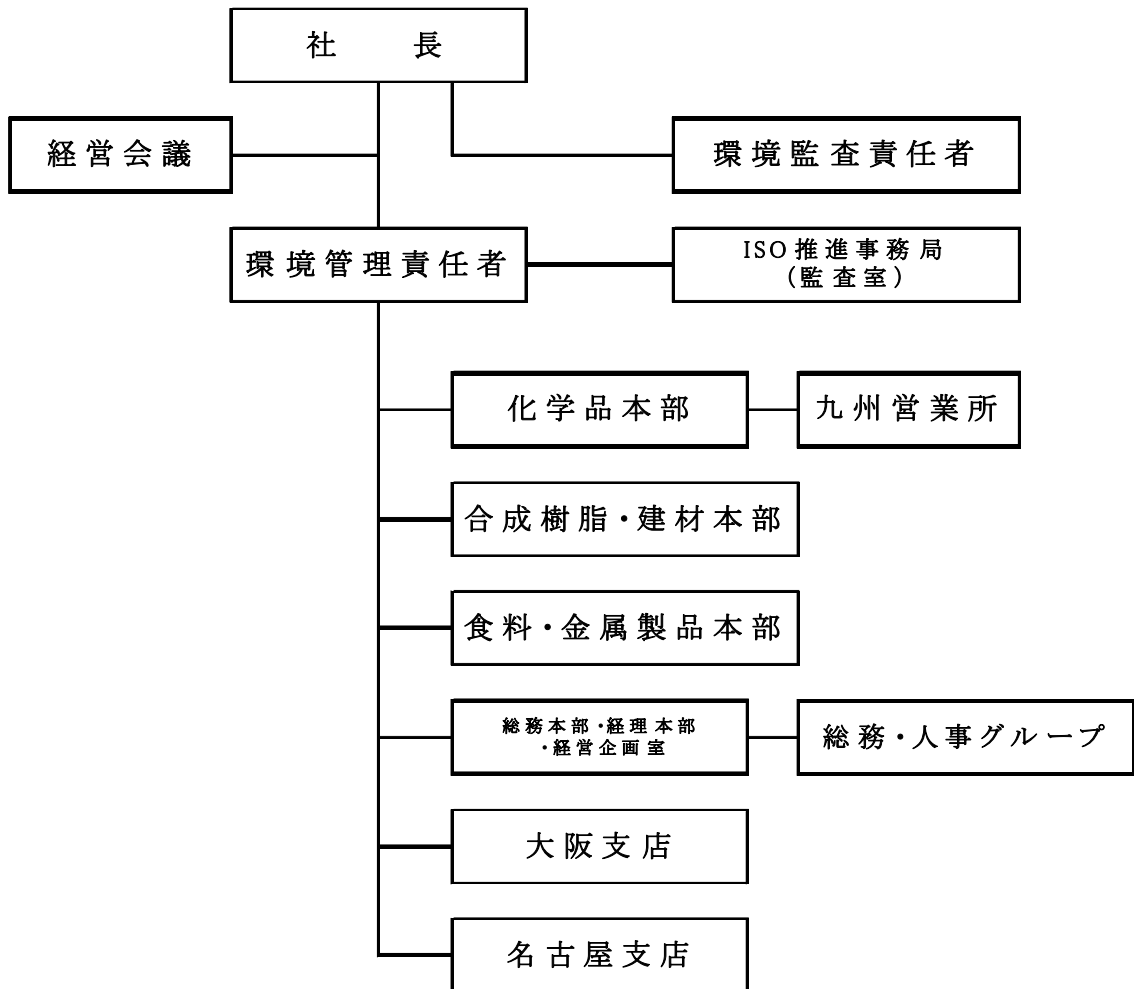 社長
経営会議
環境監査責任者
環境管理責任者
ISO推進事務局
(監査室)
化学品本部
九州営業所
合成樹脂・建材本部
食料・金属製品本部
総務本部・経理本部
・経営企画室
総務・人事グループ
大阪支店
名古屋支店